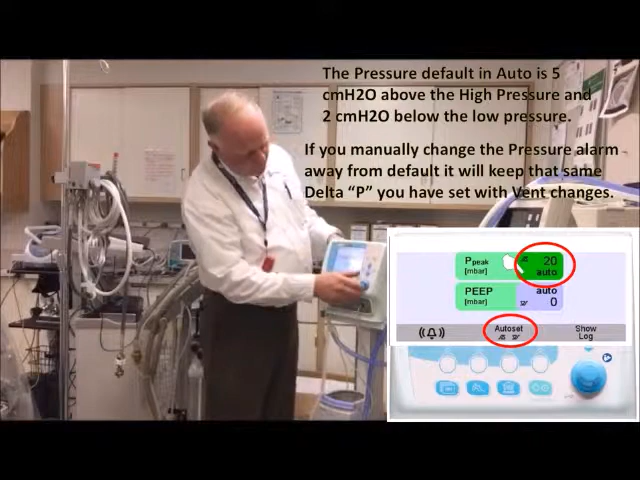 The Pressure default in Auto is 5
cmH2O above the High Pressure and
2 cmH2O below the low pressure.
If you manually change the Pressure alarm
away from default it will keep that same
Delta “P” you have set with Vent changes.
Ppeak 20
[mbar] auto
PEEP auto
[mbar] 0
Autoset
Show
Log